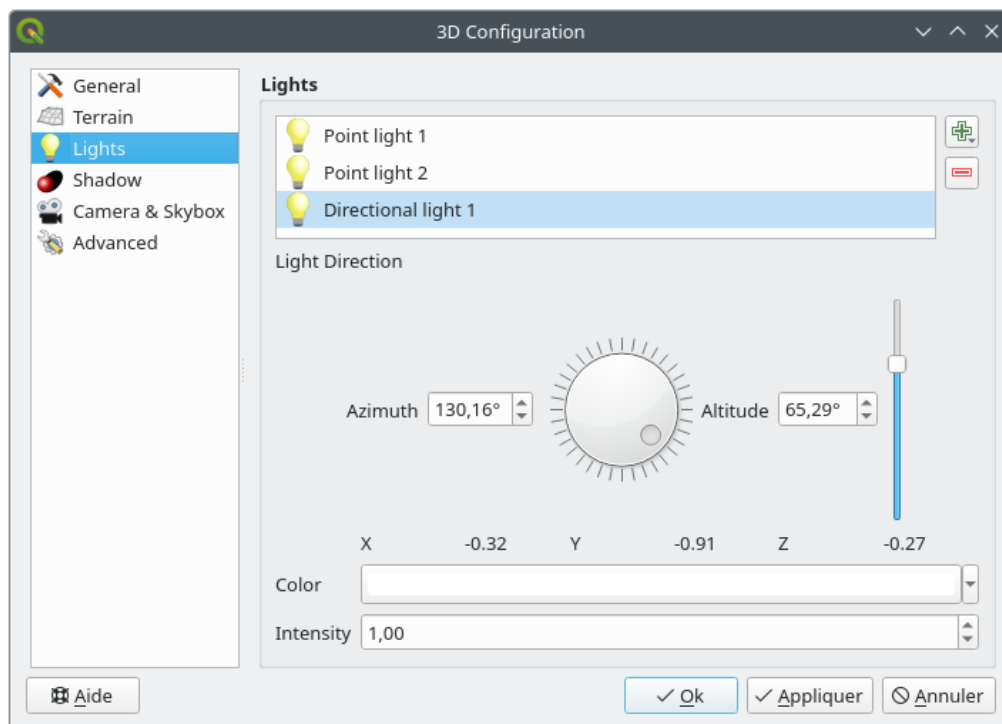 3D Configuration
General
Terrain
Lights
Shadow
Camera & Skybox
Advanced
Lights
Point light 1
Point light 2
Directional light 1
Light Direction
Azimuth 130,16° Altitude 65,29°
X -0.32 Y -0.91 Z -0.27
Color
Intensity 1,00
Aide Ok Appliquer Annuler